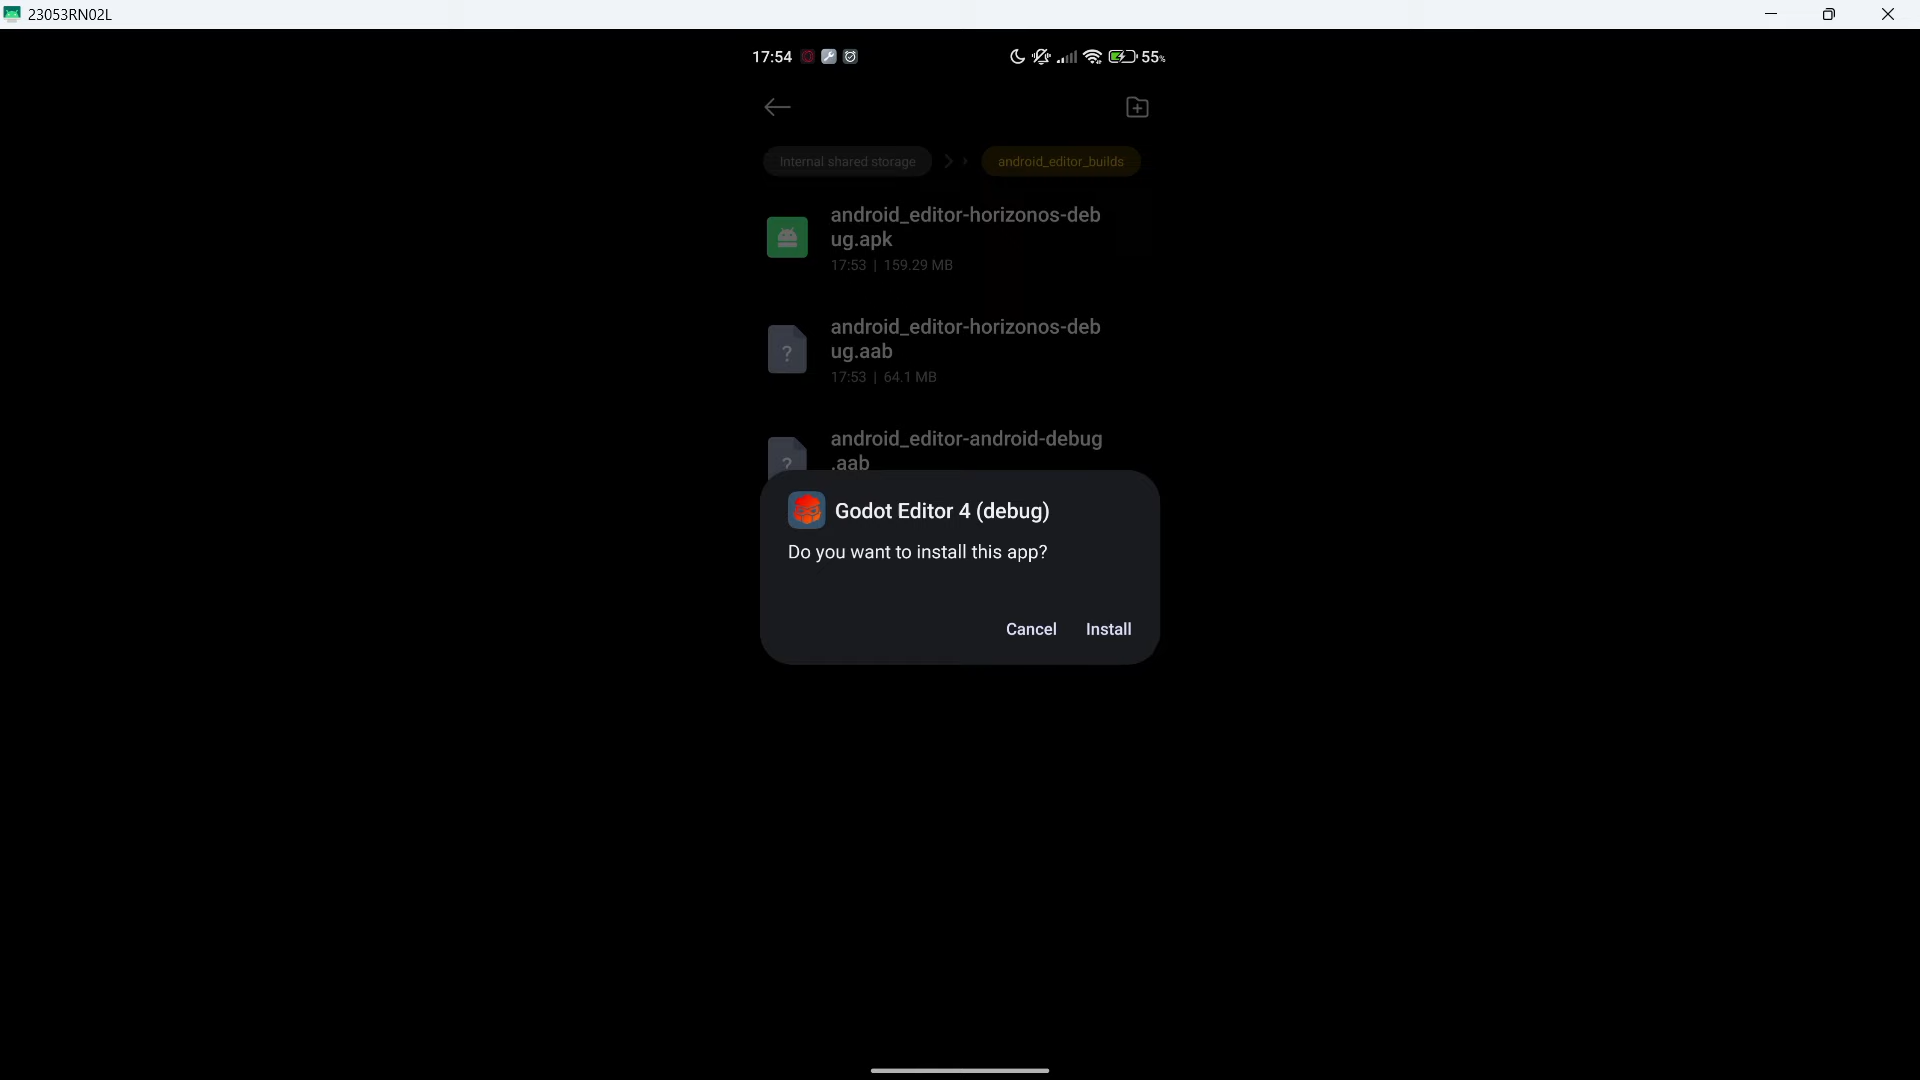 23053RN02L
17:54
55%
Internal shared storage
android_editor_builds
android_editor-horizonos-deb
ug.apk
17:53 | 159.29 MB
android_editor-horizonos-deb
ug.aab
17:53 | 64.1 MB
android_editor-android-debug
.aab
Godot Editor 4 (debug)
Do you want to install this app?
Cancel
Install